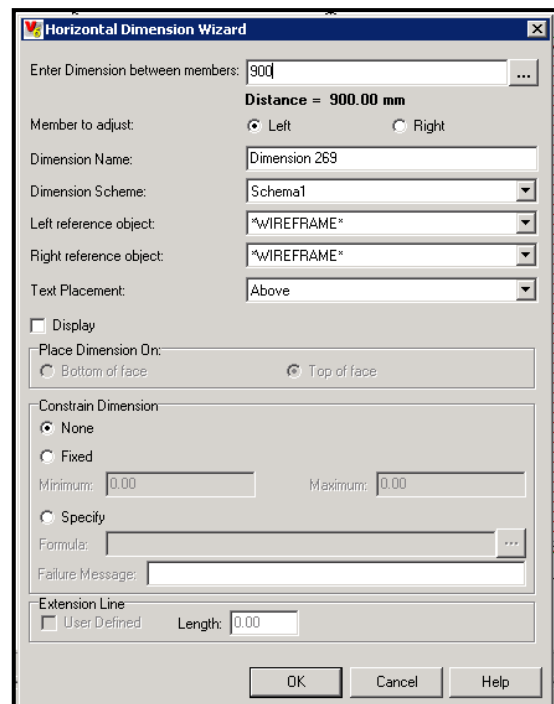 Horizontal Dimension Wizard
Enter Dimension between members: 900 ...
Distance = 900.00 mm
Member to adjust: Left Right
Dimension Name: Dimension 269
Dimension Scheme: Schema1
Left reference object: *WIREFRAME*
Right reference object: *WIREFRAME*
Text Placement: Above
Display
Place Dimension On:
Bottom of face Top of face
Constrain Dimension
None
Fixed
Minimum: 0.00 Maximum: 0.00
Specify
Formula: ...
Failure Message:
Extension Line
User Defined Length: 0.00
OK Cancel Help